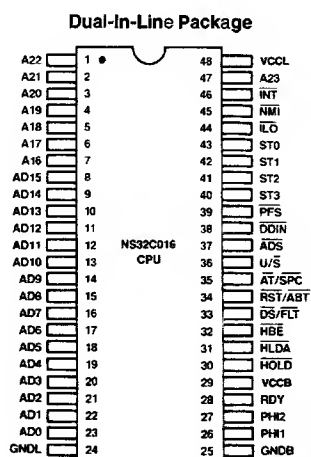 Dual-In-Line Package
A22 1 48 VCCL
A21 2 47 A23
A20 3 46 INT
A19 4 45 NMI
A18 5 44 ILO
A17 6 43 ST0
A16 7 42 ST1
AD15 8 41 ST2
AD14 9 40 ST3
AD13 10 39 PFS
AD12 11 38 DDIN
AD11 12 NS32C016 37 ADS
AD10 13 CPU 36 U/S
AD9 14 35 AT/SPC
AD8 15 34 RST/ABT
AD7 16 33 DS/FLT
AD6 17 32 HBE
AD5 18 31 HLDA
AD4 19 30 HOLD
AD3 20 29 VCCB
AD2 21 28 RDY
AD1 22 27 PHI2
AD0 23 26 PHI1
GNDL 24 25 GNDB